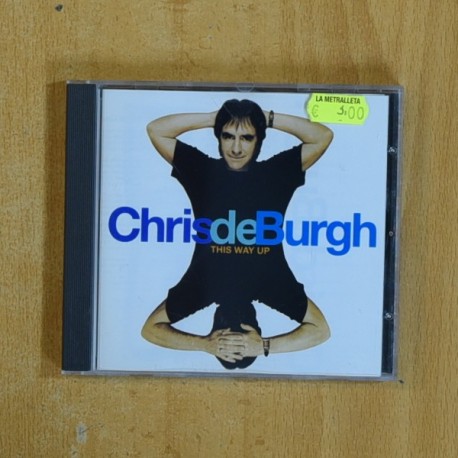 LA METRALLETA
€ 3,00
ChrisdeBurgh
THIS WAY UP